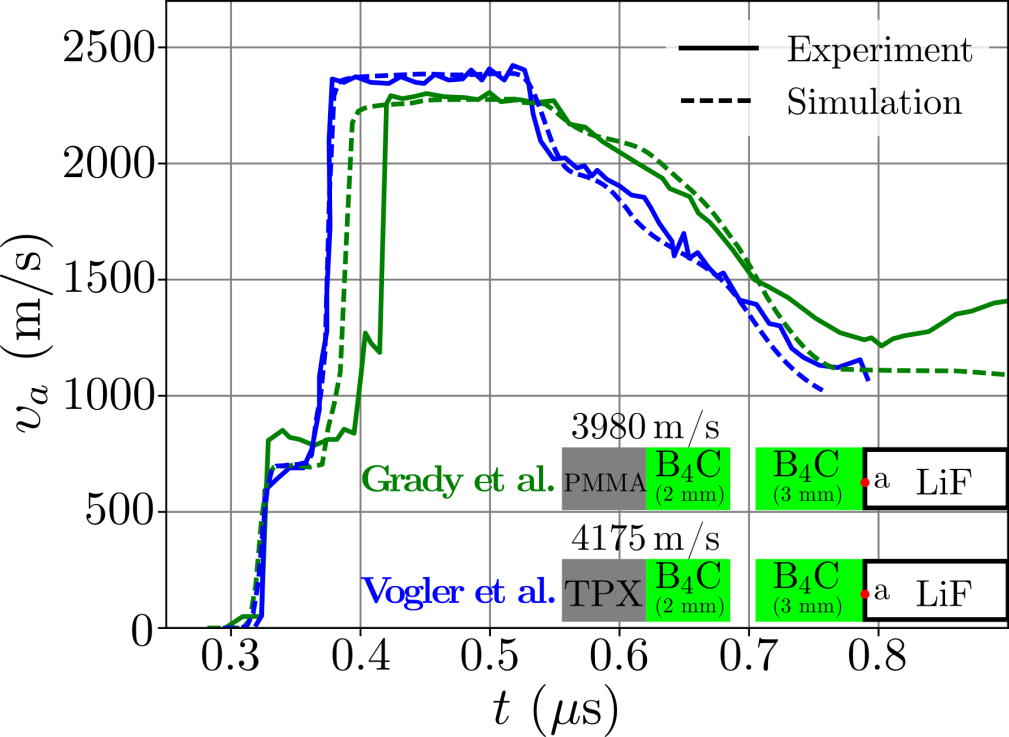 2500
2000
1500
1000
500
0
v_a (m/s)
Experiment
Simulation
3980 m/s
Grady et al.
PMMA
B₄C
(2 mm)
B₄C
(3 mm)
a
LiF
4175 m/s
Vogler et al.
TPX
B₄C
(2 mm)
B₄C
(3 mm)
a
LiF
0.3 0.4 0.5 0.6 0.7 0.8
t (μs)